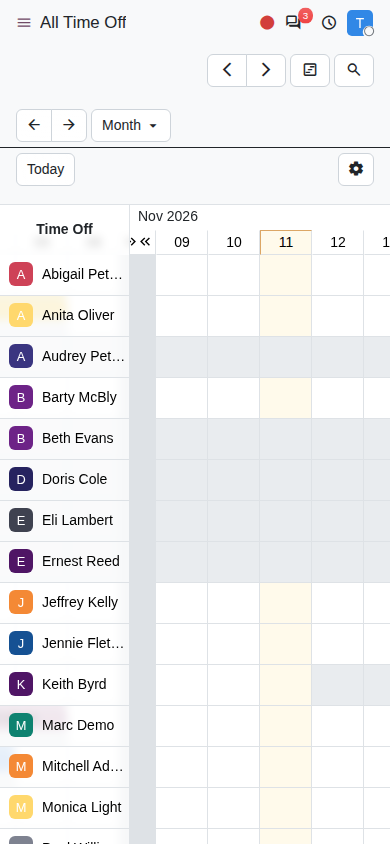 All Time Off
3
T
Month
Today
Nov 2026
Time Off
09 10 11 12
A Abigail Pet…
A Anita Oliver
A Audrey Pet…
B Barty McBly
B Beth Evans
D Doris Cole
E Eli Lambert
E Ernest Reed
J Jeffrey Kelly
J Jennie Flet…
K Keith Byrd
M Marc Demo
M Mitchell Ad…
M Monica Light